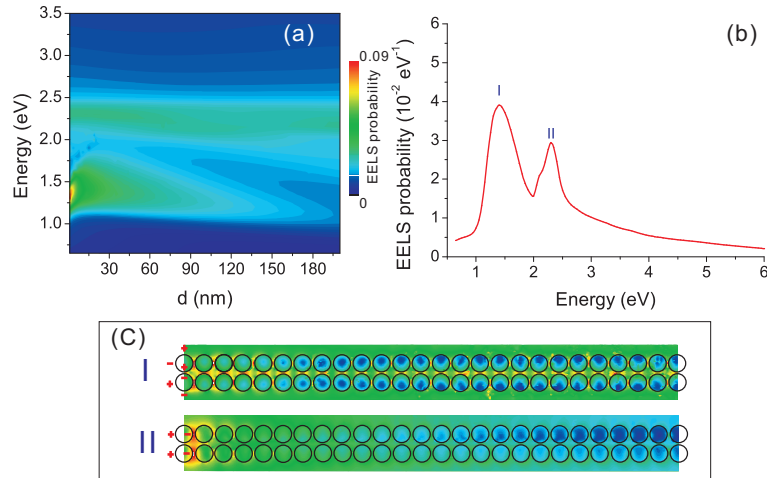 (a)
3.5
3.0
2.5
2.0
1.5
1.0
Energy (eV)
30 60 90 120 150 180
d (nm)
0.09
EELS probability
0
(b)
6
5
4
3
2
1
0
EELS probability (10⁻² eV⁻¹)
I
II
1 2 3 4 5 6
Energy (eV)
(C)
I
+
- +
+ -
-
II
+ -
+ -